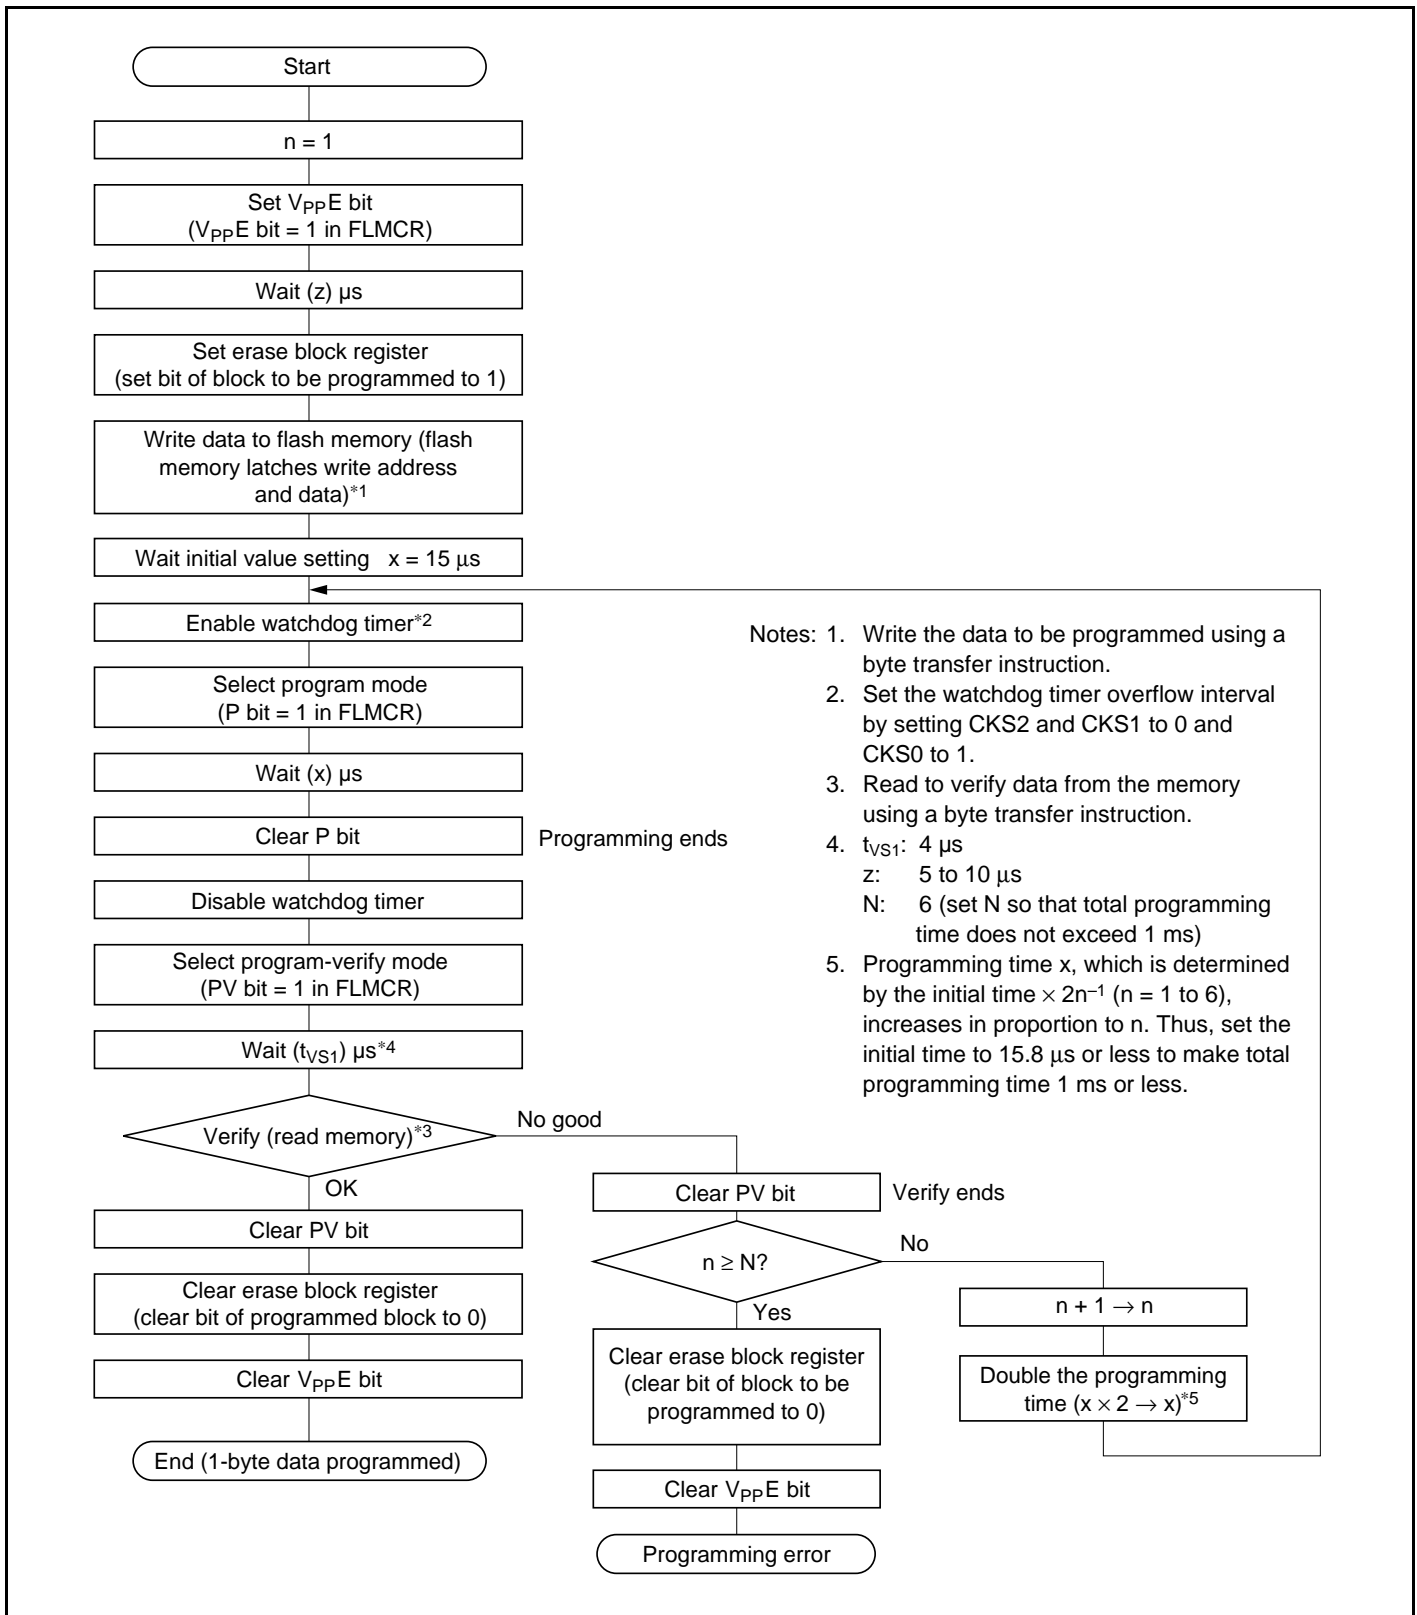 Start
n = 1
Set VPPE bit
(VPPE bit = 1 in FLMCR)
Wait (z) µs
Set erase block register
(set bit of block to be programmed to 1)
Write data to flash memory (flash
memory latches write address
and data)*1
Wait initial value setting x = 15 µs
Enable watchdog timer*2
Select program mode
(P bit = 1 in FLMCR)
Wait (x) µs
Clear P bit
Programming ends
Disable watchdog timer
Select program-verify mode
(PV bit = 1 in FLMCR)
Wait (tVS1) µs*4
Verify (read memory)*3
No good
OK
Clear PV bit
Clear erase block register
(clear bit of programmed block to 0)
Clear VPPE bit
End (1-byte data programmed)
Clear PV bit
Verify ends
n ≥ N?
No
Yes
Clear erase block register
(clear bit of block to be
programmed to 0)
Clear VPPE bit
Programming error
n + 1 → n
Double the programming
time (x × 2 → x)*5
Notes: 1. Write the data to be programmed using a
byte transfer instruction.
2. Set the watchdog timer overflow interval
by setting CKS2 and CKS1 to 0 and
CKS0 to 1.
3. Read to verify data from the memory
using a byte transfer instruction.
4. tVS1: 4 µs
z: 5 to 10 µs
N: 6 (set N so that total programming
time does not exceed 1 ms)
5. Programming time x, which is determined
by the initial time × 2n–1 (n = 1 to 6),
increases in proportion to n. Thus, set the
initial time to 15.8 µs or less to make total
programming time 1 ms or less.